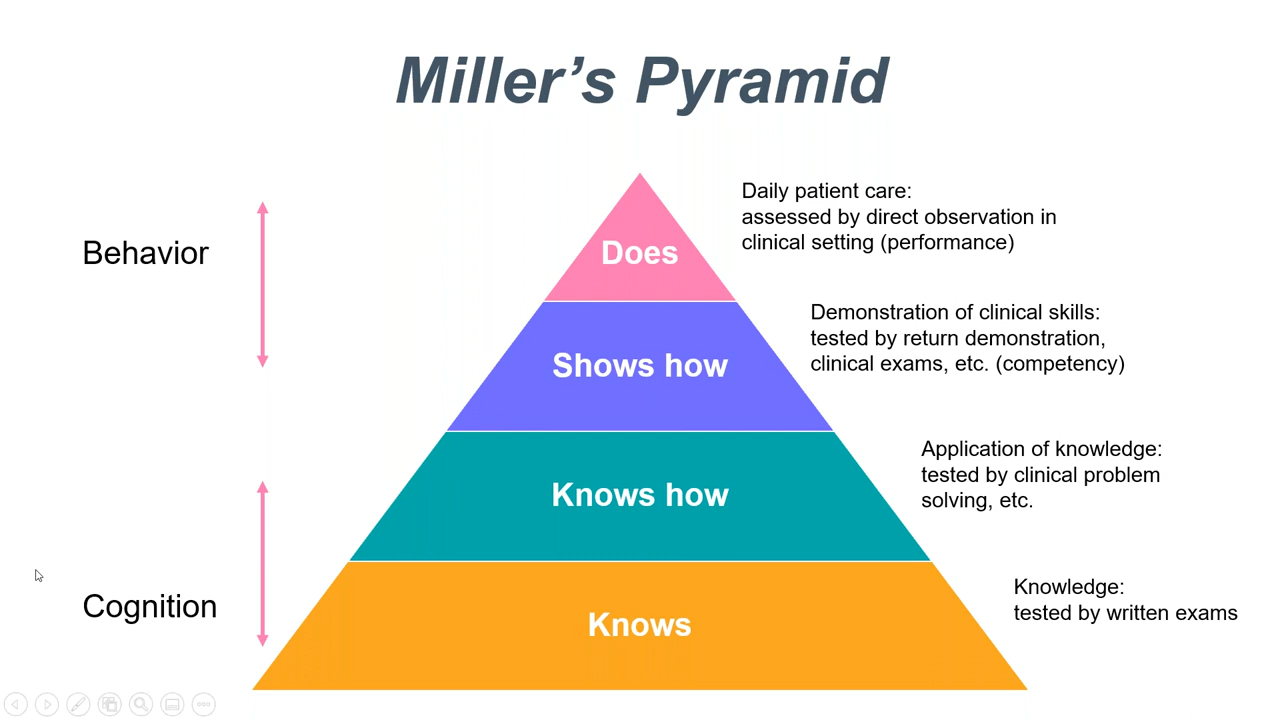 Miller’s Pyramid
Behavior
Does
Daily patient care:
assessed by direct observation in
clinical setting (performance)
Shows how
Demonstration of clinical skills:
tested by return demonstration,
clinical exams, etc. (competency)
Knows how
Application of knowledge:
tested by clinical problem
solving, etc.
Cognition
Knows
Knowledge:
tested by written exams